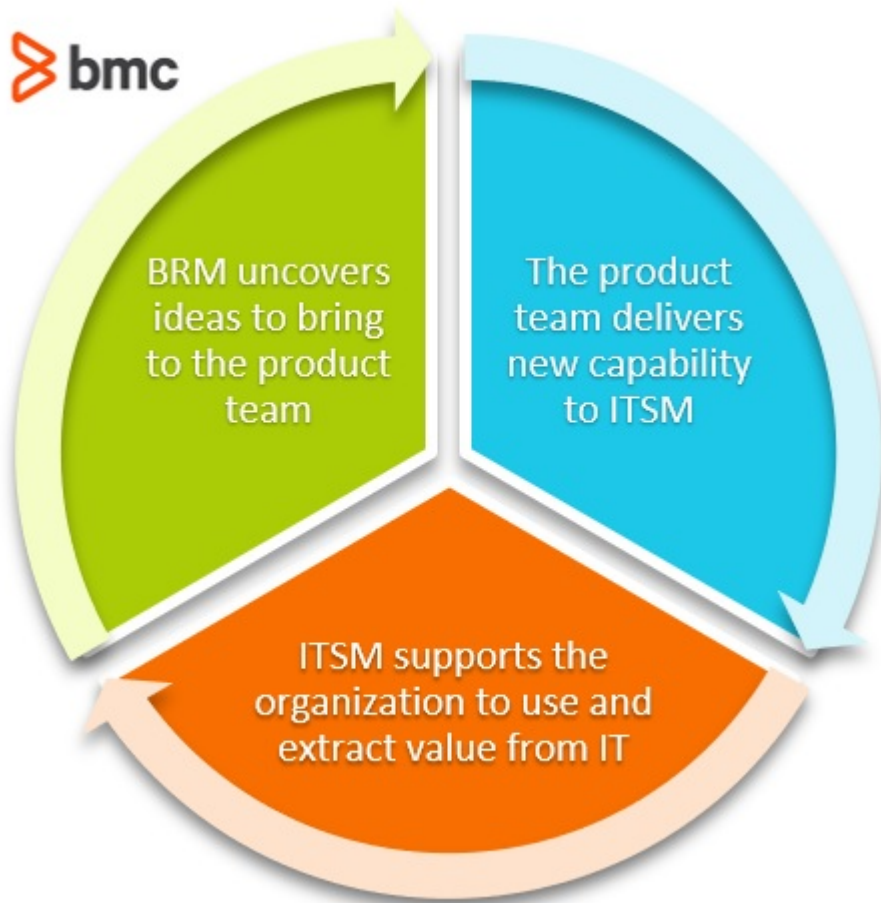 bmc
BRM uncovers
ideas to bring
to the product
team
The product
team delivers
new capability
to ITSM
ITSM supports the
organization to use and
extract value from IT